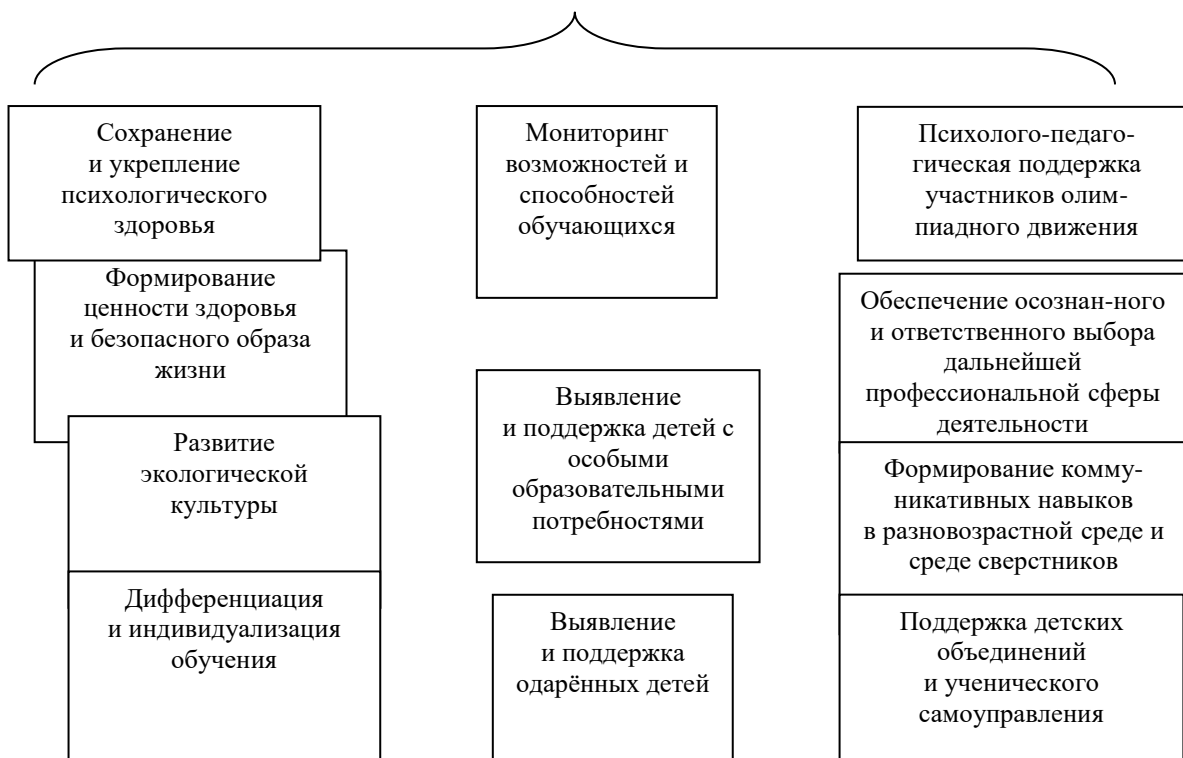 Сохранение
и укрепление
психологического
здоровья
Формирование
ценности здоровья
и безопасного образа
жизни
Развитие
экологической
культуры
Дифференциация
и индивидуализация
обучения
Мониторинг
возможностей и
способностей
обучающихся
Выявление
и поддержка детей с
особыми
образовательными
потребностями
Выявление
и поддержка
одарённых детей
Психолого-педаго-
гическая поддержка
участников олим-
пиадного движения
Обеспечение осознан-ного
и ответственного выбора
дальнейшей
профессиональной сферы
деятельности
Формирование комму-
никативных навыков
в разновозрастной среде и
среде сверстников
Поддержка детских
объединений
и ученического
самоуправления